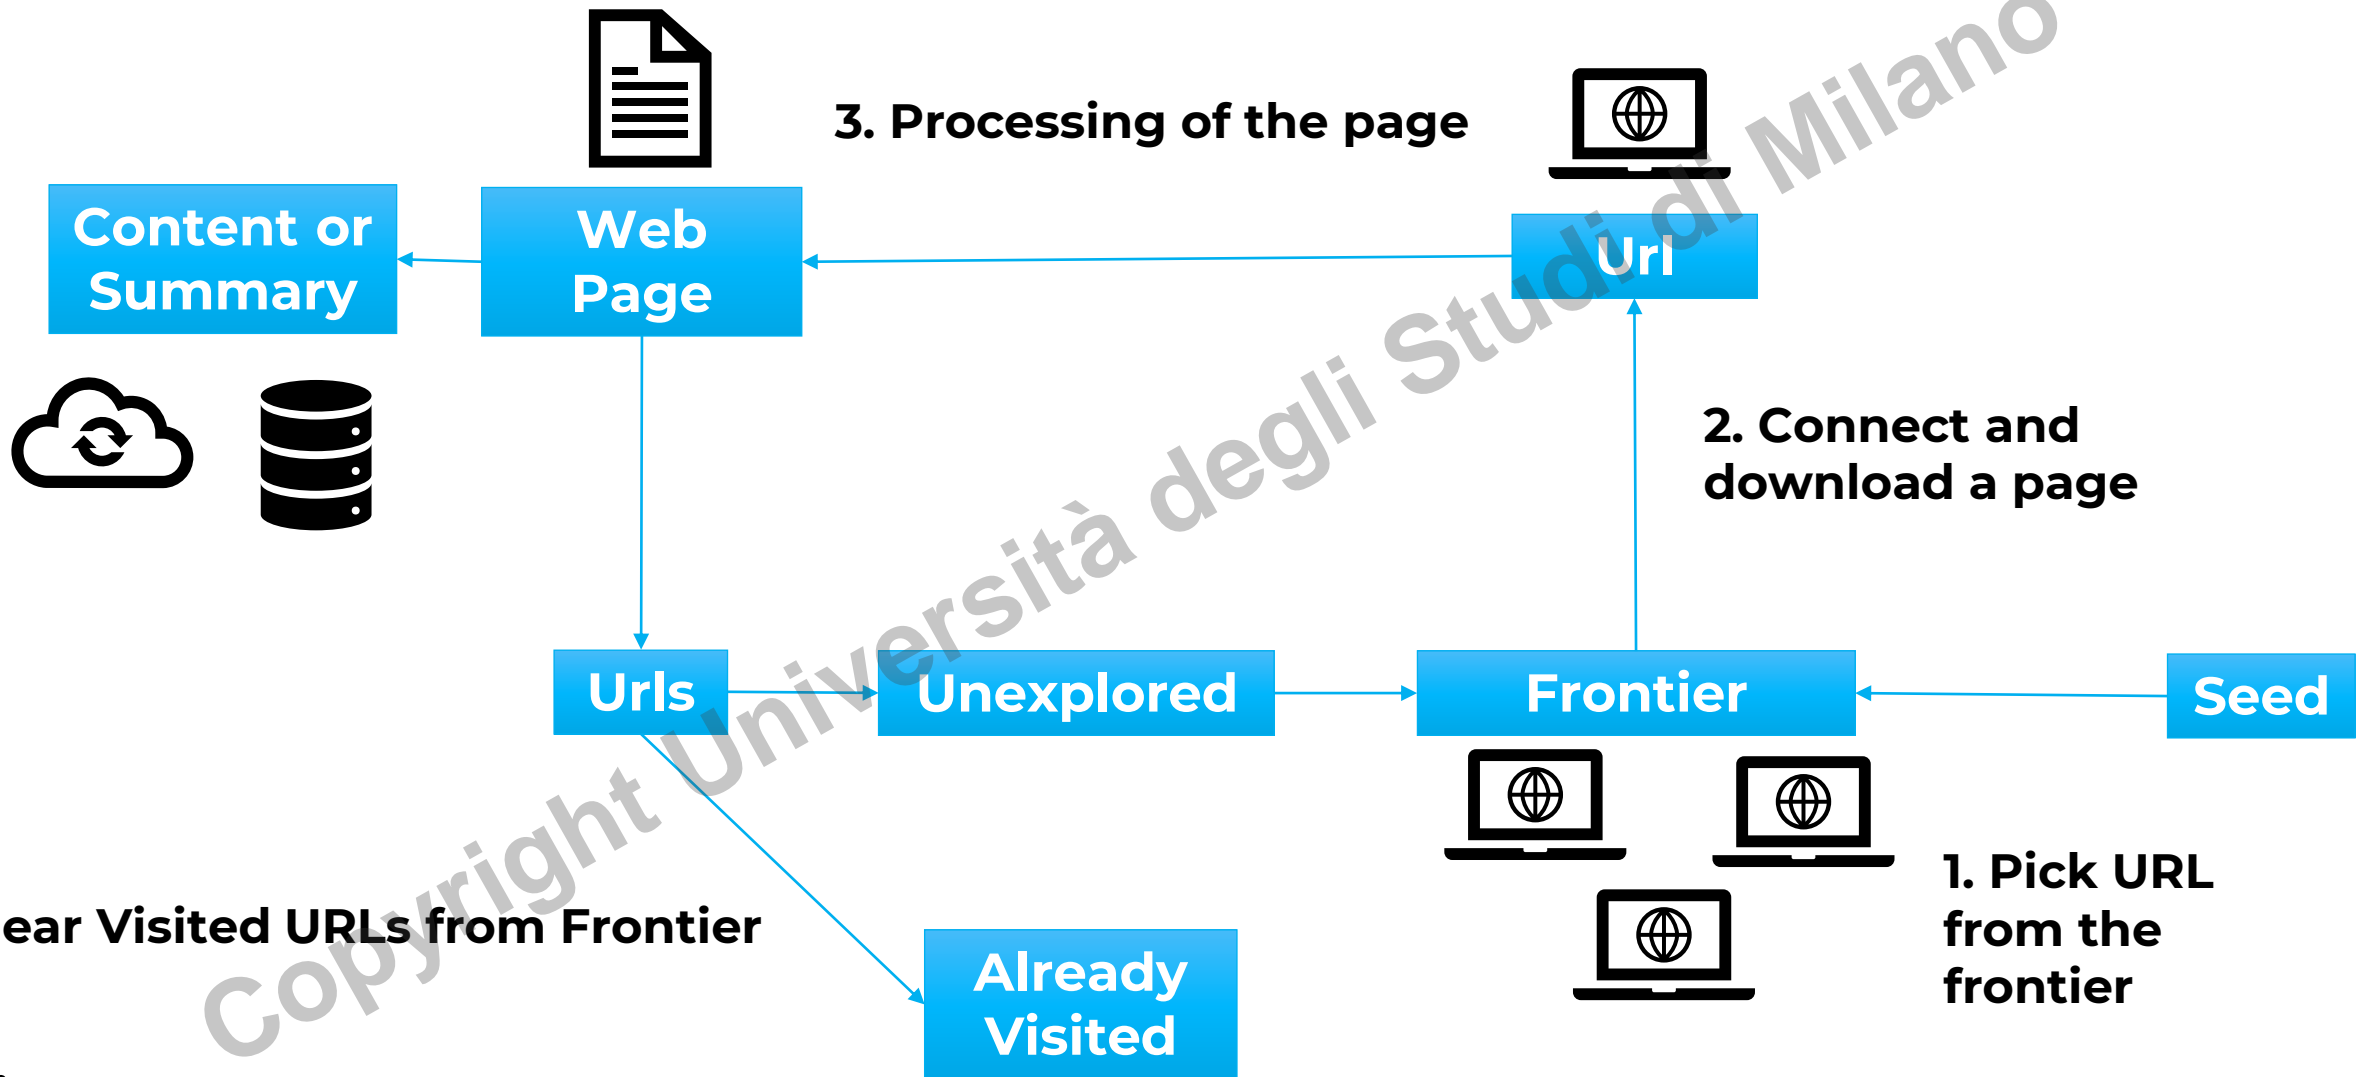 3. Processing of the page
Content or
Summary
Web
Page
Url
2. Connect and
download a page
Urls
Unexplored
Frontier
Seed
1. Pick URL
from the
frontier
ear Visited URLs from Frontier
Already
Visited
Copyright Università degli Studi di Milano